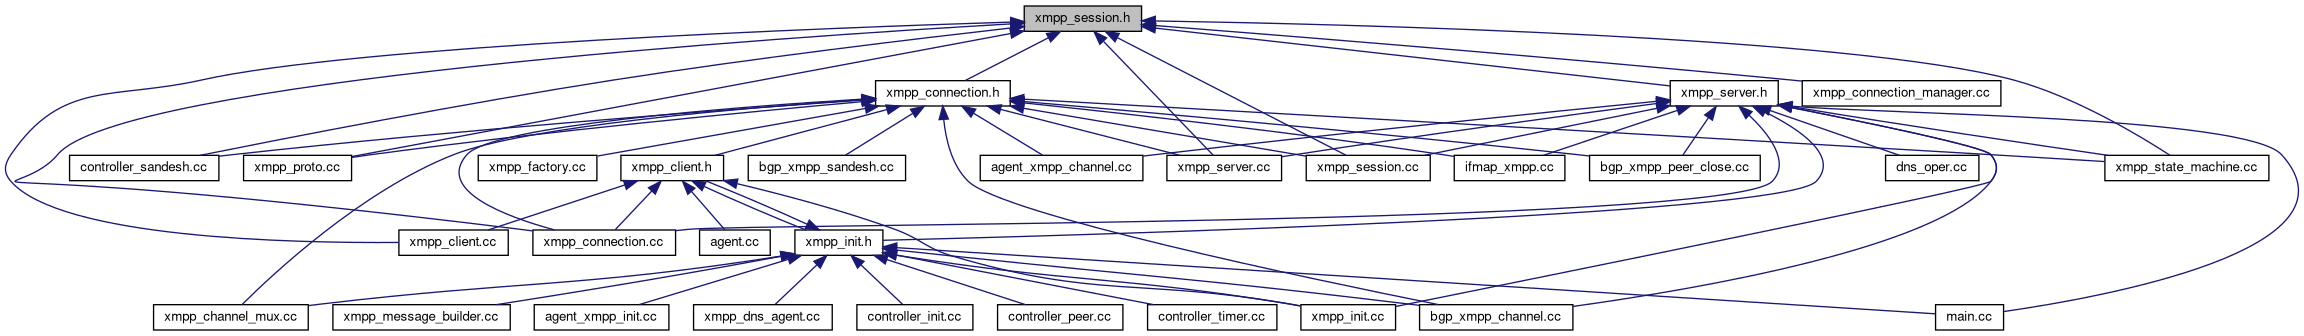 xmpp_session.h
xmpp_connection.h
xmpp_server.h
xmpp_connection_manager.cc
controller_sandesh.cc
xmpp_proto.cc
xmpp_factory.cc
xmpp_client.h
bgp_xmpp_sandesh.cc
agent_xmpp_channel.cc
xmpp_server.cc
xmpp_session.cc
ifmap_xmpp.cc
bgp_xmpp_peer_close.cc
dns_oper.cc
xmpp_state_machine.cc
xmpp_client.cc
xmpp_connection.cc
agent.cc
xmpp_init.h
xmpp_channel_mux.cc
xmpp_message_builder.cc
agent_xmpp_init.cc
xmpp_dns_agent.cc
controller_init.cc
controller_peer.cc
controller_timer.cc
xmpp_init.cc
bgp_xmpp_channel.cc
main.cc